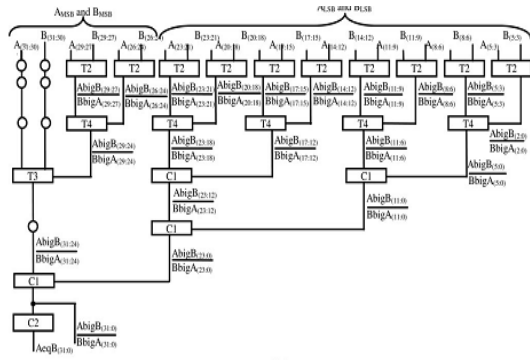 A_MSB and B_MSB
A_LSB and B_LSB
A(31:30) B(31:30) A(29:27) B(29:27) A(26:24) B(26:24) A(23:21) B(23:21) A(20:18) B(20:18) A(17:15) B(17:15) A(14:12) B(14:12) A(11:9) B(11:9) A(8:6) B(8:6) A(5:3) B(5:3)
T2 T2 T2 T2 T2 T2 T2 T2 T2 T2
AbigB(29:27) AbigB(26:24) AbigB(23:21) AbigB(20:18) AbigB(17:15) AbigB(14:12) AbigB(11:9) AbigB(8:6) AbigB(5:3)
BbigA(29:27) BbigA(26:24) BbigA(23:21) BbigA(20:18) BbigA(17:15) BbigA(14:12) BbigA(11:9) BbigA(8:6) BbigA(5:3)
T4 T4 T4 T4 T4
AbigB(2:0)
BbigA(2:0)
AbigB(29:24) AbigB(23:18) AbigB(17:12) AbigB(11:6)
BbigA(29:24) BbigA(23:18) BbigA(17:12) BbigA(11:6)
AbigB(5:0)
BbigA(5:0)
T3 C1 C1
AbigB(23:12) AbigB(11:0)
BbigA(23:12) BbigA(11:0)
C1
AbigB(31:24) AbigB(23:0)
BbigA(31:24) BbigA(23:0)
C1
C2
AbigB(31:0)
AeqB(31:0) BbigA(31:0)